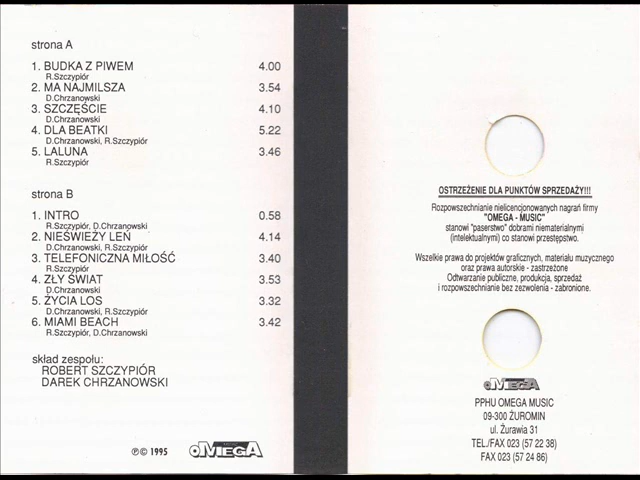 strona A
1. BUDKA Z PIWEM 4.00
R.Szczypiór
2. MA NAJMILSZA 3.54
D.Chrzanowski
3. SZCZĘŚCIE 4.10
D.Chrzanowski
4. DLA BEATKI 5.22
D.Chrzanowski, R.Szczypiór
5. LALUNA 3.46
R.Szczypiór
strona B
1. INTRO 0.58
R.Szczypiór, D.Chrzanowski
2. NIEŚWIEŻY LEŃ 4.14
D.Chrzanowski, R.Szczypiór
3. TELEFONICZNA MIŁOŚĆ 3.40
R.Szczypiór
4. ZŁY ŚWIAT 3.53
D.Chrzanowski
5. ŻYCIA LOS 3.32
D.Chrzanowski, R.Szczypiór
6. MIAMI BEACH 3.42
R.Szczypiór, D.Chrzanowski
skład zespołu:
ROBERT SZCZYPIÓR
DAREK CHRZANOWSKI
℗© 1995 OMEGA
OSTRZEŻENIE DLA PUNKTÓW SPRZEDAŻY!!!
Rozpowszechnianie nielicencjonowanych nagrań firmy
"OMEGA - MUSIC"
stanowi "paserstwo" dobrami niematerialnymi
(intelektualnymi) co stanowi przestępstwo.
Wszelkie prawa do projektów graficznych, materiału muzycznego
oraz prawa autorskie - zastrzeżone
Odtwarzanie publiczne, produkcja, sprzedaż
i rozpowszechnianie bez zezwolenia - zabronione.
OMEGA
PPHU OMEGA MUSIC
09-300 ŻUROMIN
ul. Żurawia 31
TEL./FAX 023 (57 22 38)
FAX 023 (57 24 86)